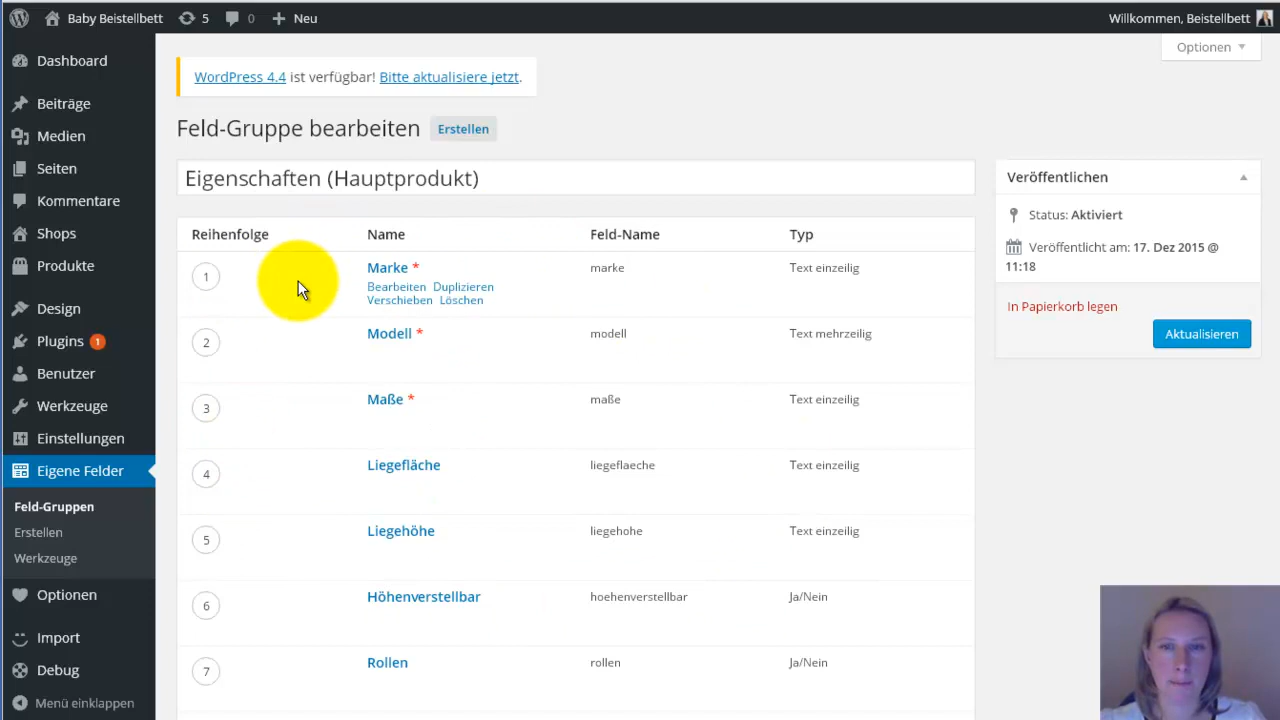 Baby Beistellbett 5 0 Neu Willkommen, Beistellbett
Optionen
WordPress 4.4 ist verfügbar! Bitte aktualisiere jetzt.
Feld-Gruppe bearbeiten Erstellen
Eigenschaften (Hauptprodukt)
Dashboard
Beiträge
Medien
Seiten
Kommentare
Shops
Produkte
Design
Plugins 1
Benutzer
Werkzeuge
Einstellungen
Eigene Felder
Feld-Gruppen
Erstellen
Werkzeuge
Optionen
Import
Debug
Menü einklappen
Reihenfolge Name Feld-Name Typ
1 Marke * marke Text einzeilig
Bearbeiten Duplizieren
Verschieben Löschen
2 Modell * modell Text mehrzeilig
3 Maße * maße Text einzeilig
4 Liegefläche liegeflaeche Text einzeilig
5 Liegehöhe liegehohe Text einzeilig
6 Höhenverstellbar hoehenverstellbar Ja/Nein
7 Rollen rollen Ja/Nein
Veröffentlichen
Status: Aktiviert
Veröffentlicht am: 17. Dez 2015 @
11:18
In Papierkorb legen
Aktualisieren